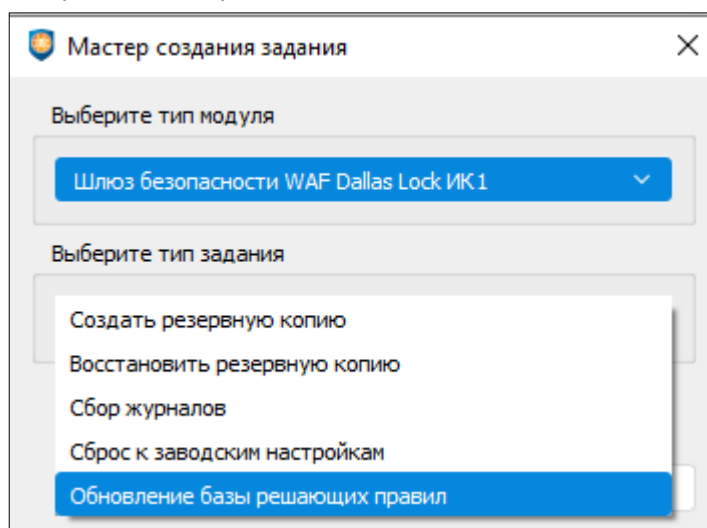 Мастер создания задания
Выберите тип модуля
Шлюз безопасности WAF Dallas Lock ИК1
Выберите тип задания
Создать резервную копию
Восстановить резервную копию
Сбор журналов
Сброс к заводским настройкам
Обновление базы решающих правил